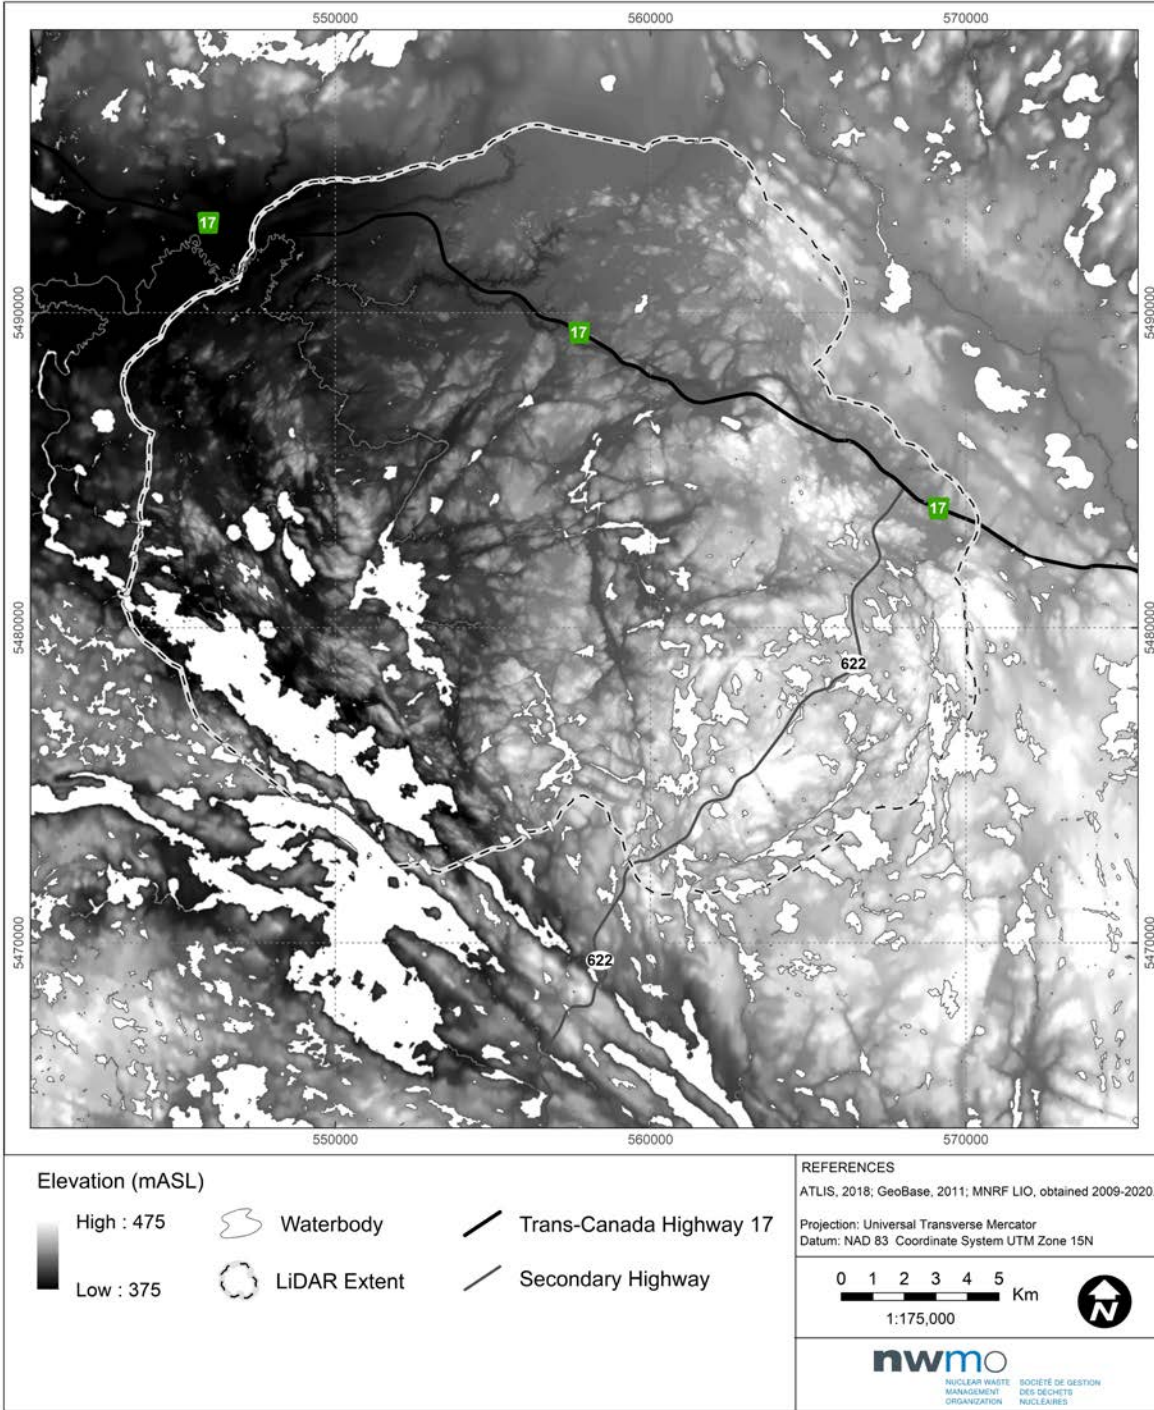 550000 560000 570000
17
5490000 5490000
17
17
5480000 5480000
622
5470000 5470000
622
550000 560000 570000
Elevation (mASL)
High : 475
Low : 375
Waterbody
LiDAR Extent
Trans-Canada Highway 17
Secondary Highway
REFERENCES
ATLIS, 2018; GeoBase, 2011; MNRF LIO, obtained 2009-2020.
Projection: Universal Transverse Mercator
Datum: NAD 83 Coordinate System UTM Zone 15N
0 1 2 3 4 5 Km
1:175,000
N
nwmo
NUCLEAR WASTE SOCIÉTÉ DE GESTION
MANAGEMENT DES DÉCHETS
ORGANIZATION NUCLÉAIRES